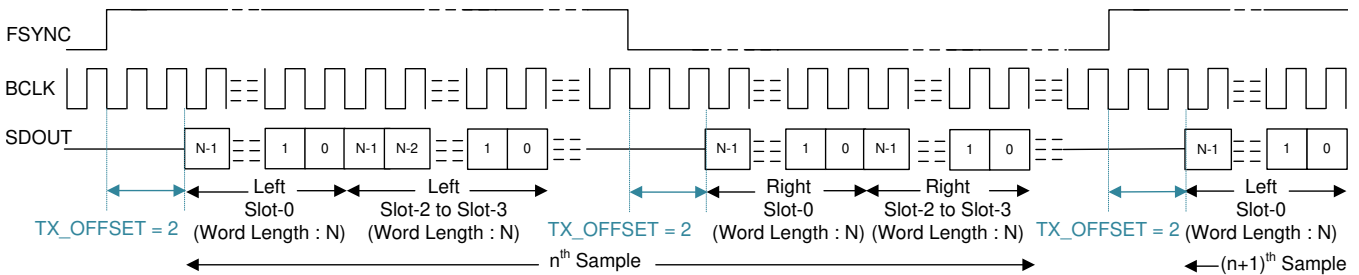 FSYNC
BCLK
SDOUT
N-1 1 0 N-1 N-2 1 0 N-1 1 0 N-1 1 0 N-1 1 0
Left Left Right Right Left
Slot-0 Slot-2 to Slot-3 Slot-0 Slot-2 to Slot-3 Slot-0
TX_OFFSET = 2 (Word Length : N) (Word Length : N) TX_OFFSET = 2 (Word Length : N) (Word Length : N) TX_OFFSET = 2 (Word Length : N)
nth Sample (n+1)th Sample